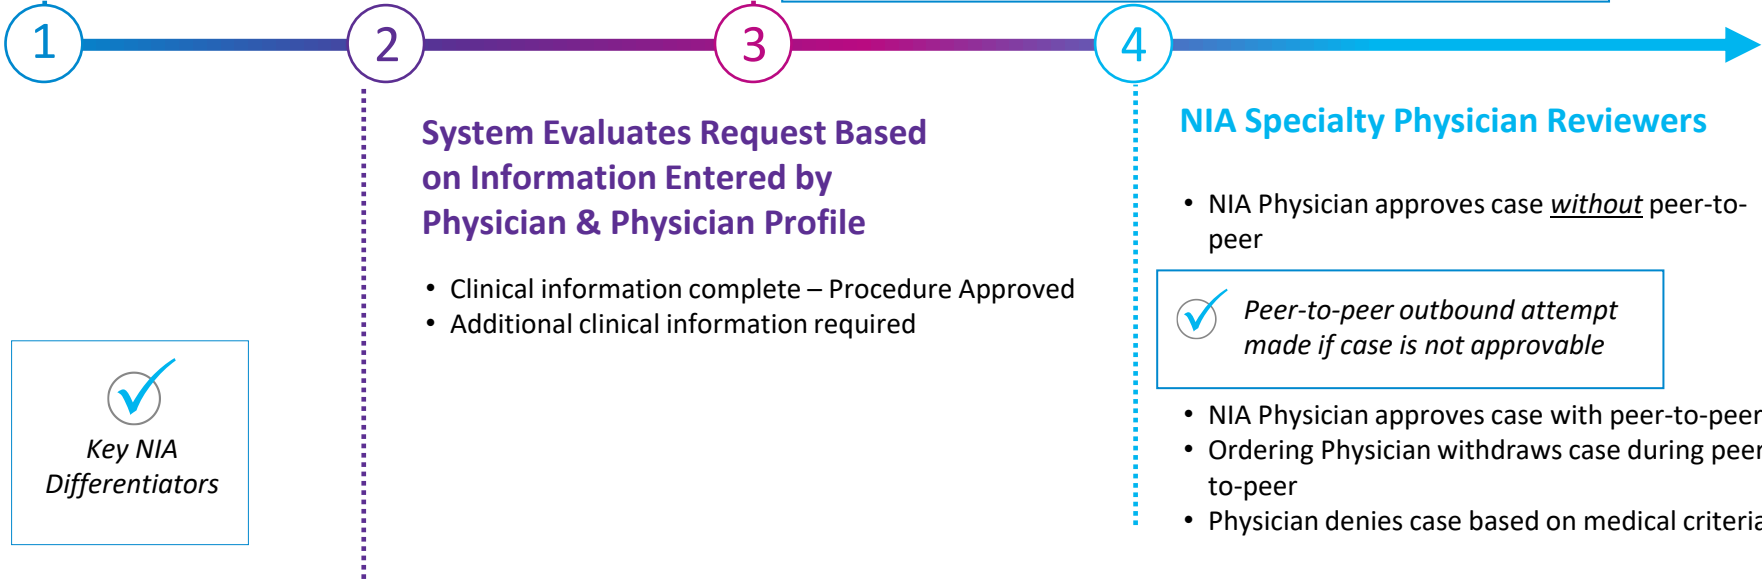 1
2
3
4
System Evaluates Request Based
on Information Entered by
Physician & Physician Profile
• Clinical information complete – Procedure Approved
• Additional clinical information required
Key NIA
Differentiators
NIA Specialty Physician Reviewers
• NIA Physician approves case without peer-to-
peer
Peer-to-peer outbound attempt
made if case is not approvable
• NIA Physician approves case with peer-to-peer
• Ordering Physician withdraws case during peer
to-peer
• Physician denies case based on medical criteria